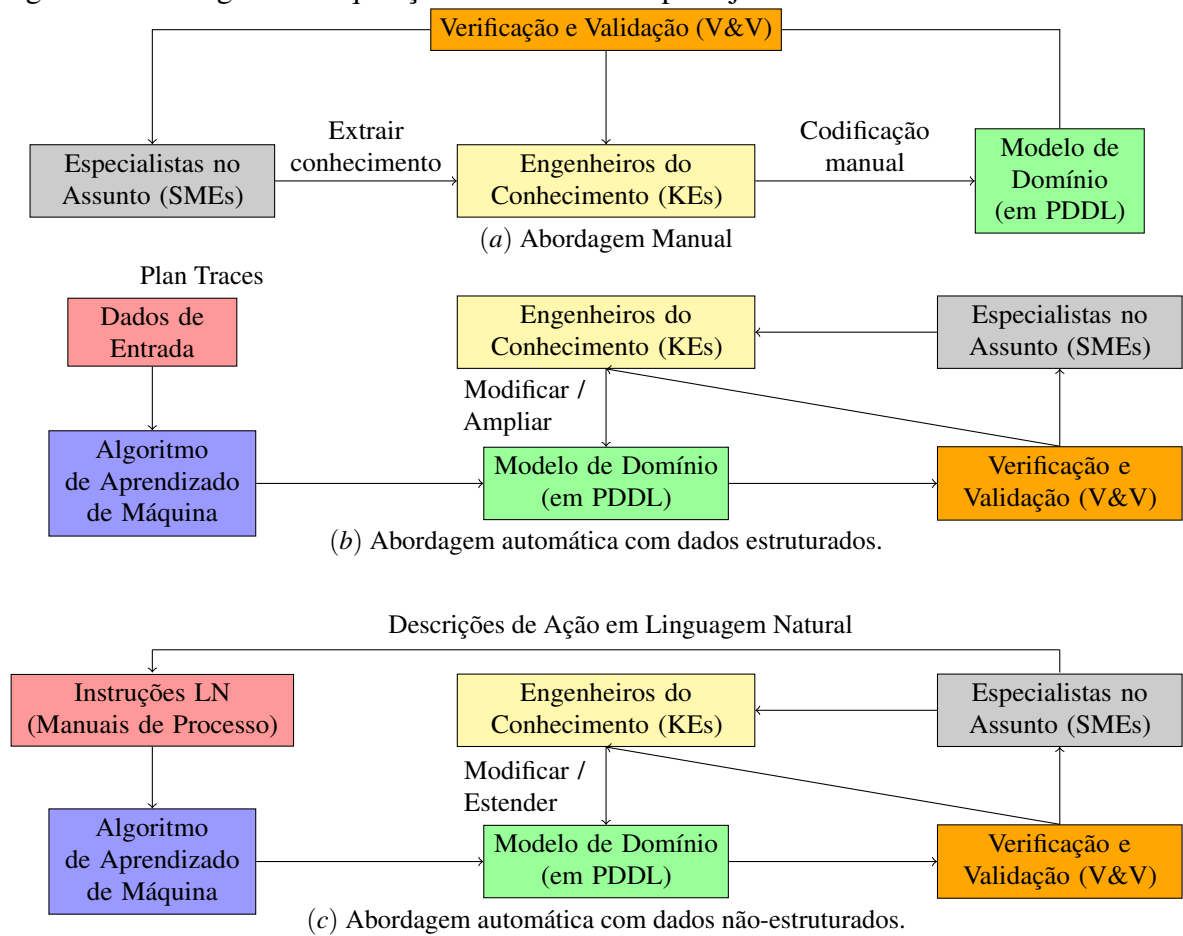 Verificação e Validação (V&V)
Extrair
conhecimento
Codificação
manual
Especialistas no
Assunto (SMEs)
Engenheiros do
Conhecimento (KEs)
Modelo de
Domínio
(em PDDL)
(a) Abordagem Manual
Plan Traces
Dados de
Entrada
Engenheiros do
Conhecimento (KEs)
Especialistas no
Assunto (SMEs)
Modificar /
Ampliar
Algoritmo
de Aprendizado
de Máquina
Modelo de Domínio
(em PDDL)
Verificação e
Validação (V&V)
(b) Abordagem automática com dados estruturados.
Descrições de Ação em Linguagem Natural
Instruções LN
(Manuais de Processo)
Engenheiros do
Conhecimento (KEs)
Especialistas no
Assunto (SMEs)
Modificar /
Estender
Algoritmo
de Aprendizado
de Máquina
Modelo de Domínio
(em PDDL)
Verificação e
Validação (V&V)
(c) Abordagem automática com dados não-estruturados.